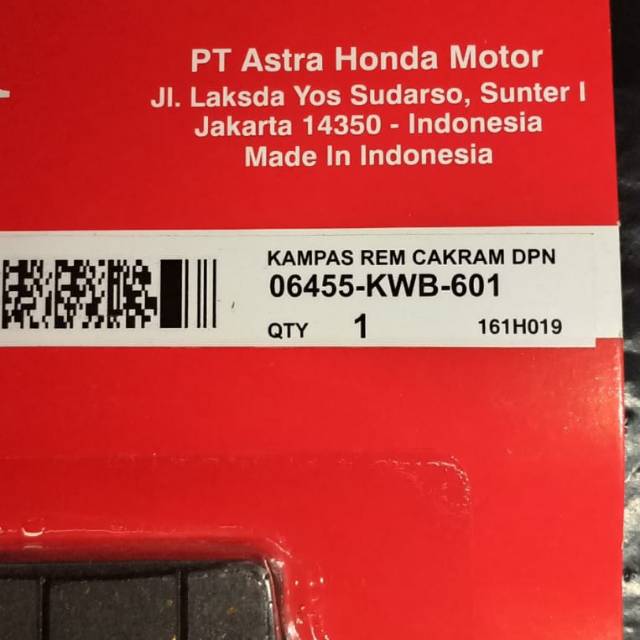 PT Astra Honda Motor
Jl. Laksda Yos Sudarso, Sunter I
Jakarta 14350 - Indonesia
Made In Indonesia
KAMPAS REM CAKRAM DPN
06455-KWB-601
QTY 1 161H019